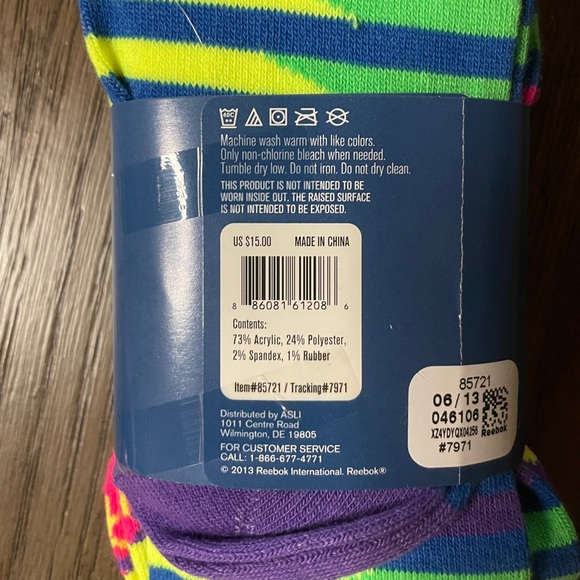 40C
Machine wash warm with like colors.
Only non-chlorine bleach when needed.
Tumble dry low. Do not iron. Do not dry clean.
THIS PRODUCT IS NOT INTENDED TO BE
WORN INSIDE OUT. THE RAISED SURFACE
IS NOT INTENDED TO BE EXPOSED.
US $15.00 MADE IN CHINA
8 86081 61208 6
Contents:
73% Acrylic, 24% Polyester,
2% Spandex, 1% Rubber
Item#85721 / Tracking#7971
Distributed by ASLI
1011 Centre Road
Wilmington, DE 19805
FOR CUSTOMER SERVICE
CALL: 1-866-677-4771
© 2013 Reebok International. Reebok®
85721
06 / 13
046106
XZ4YDYQX04256 Reebok
#7971